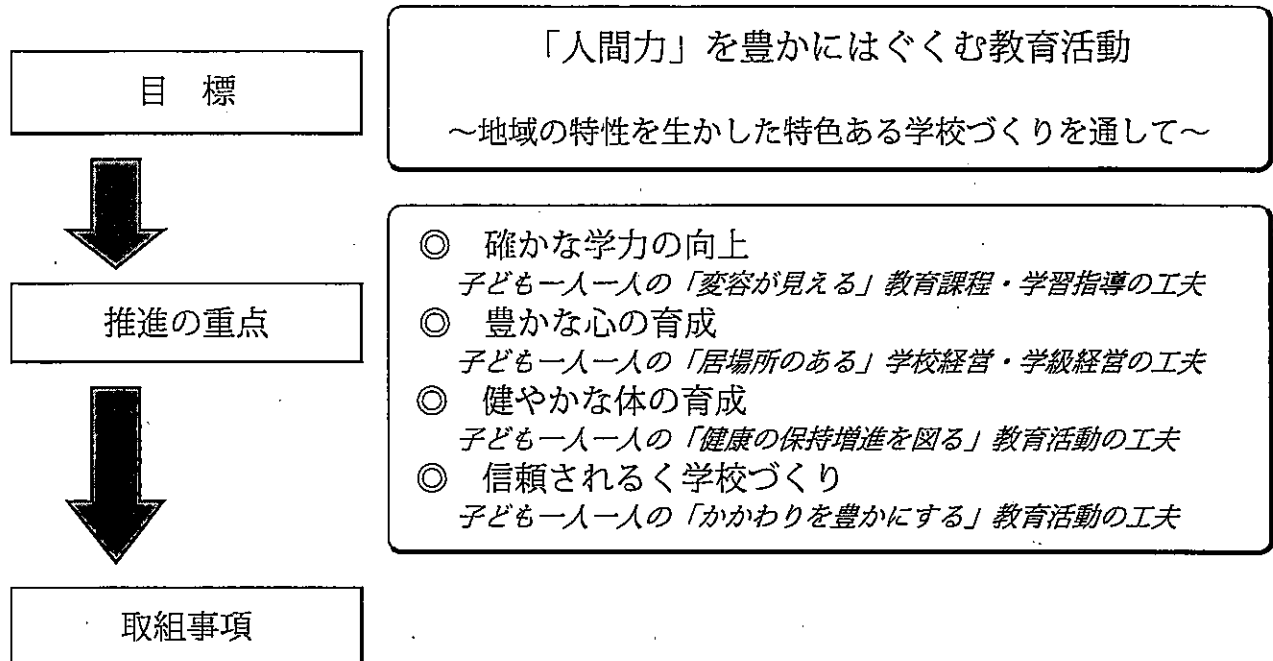 目　標
「人間力」を豊かにはぐくむ教育活動
～地域の特性を生かした特色ある学校づくりを通して～
推進の重点
◎　確かな学力の向上
子ども一人一人の「変容が見える」教育課程・学習指導の工夫
◎　豊かな心の育成
子ども一人一人の「居場所のある」学校経営・学級経営の工夫
◎　健やかな体の育成
子ども一人一人の「健康の保持増進を図る」教育活動の工夫
◎　信頼されるく学校づくり
子ども一人一人の「かかわりを豊かにする」教育活動の工夫
取組事項